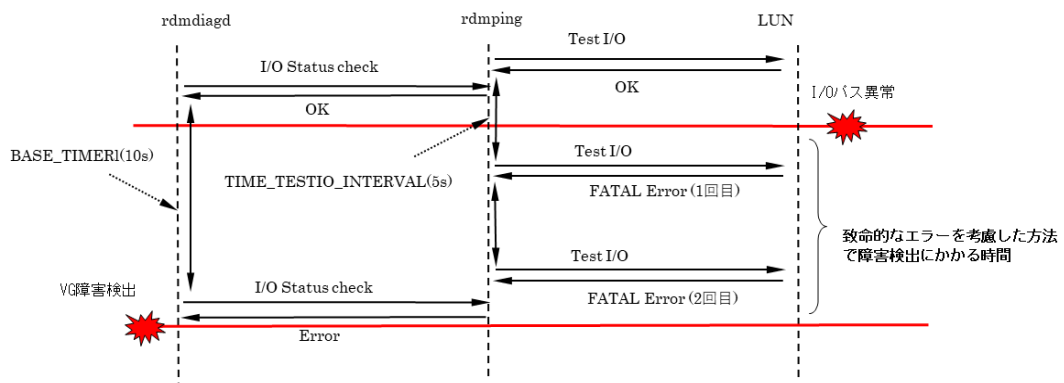 rdmdiagd
rdmping
LUN
Test I/O
I/O Status check
OK
OK
I/Oパス異常
BASE_TIMERl(10s)
TIME_TESTIO_INTERVAL(5s)
Test I/O
FATAL Error (1回目)
致命的なエラーを考慮した方法
で障害検出にかかる時間
Test I/O
FATAL Error (2回目)
VG障害検出
I/O Status check
Error